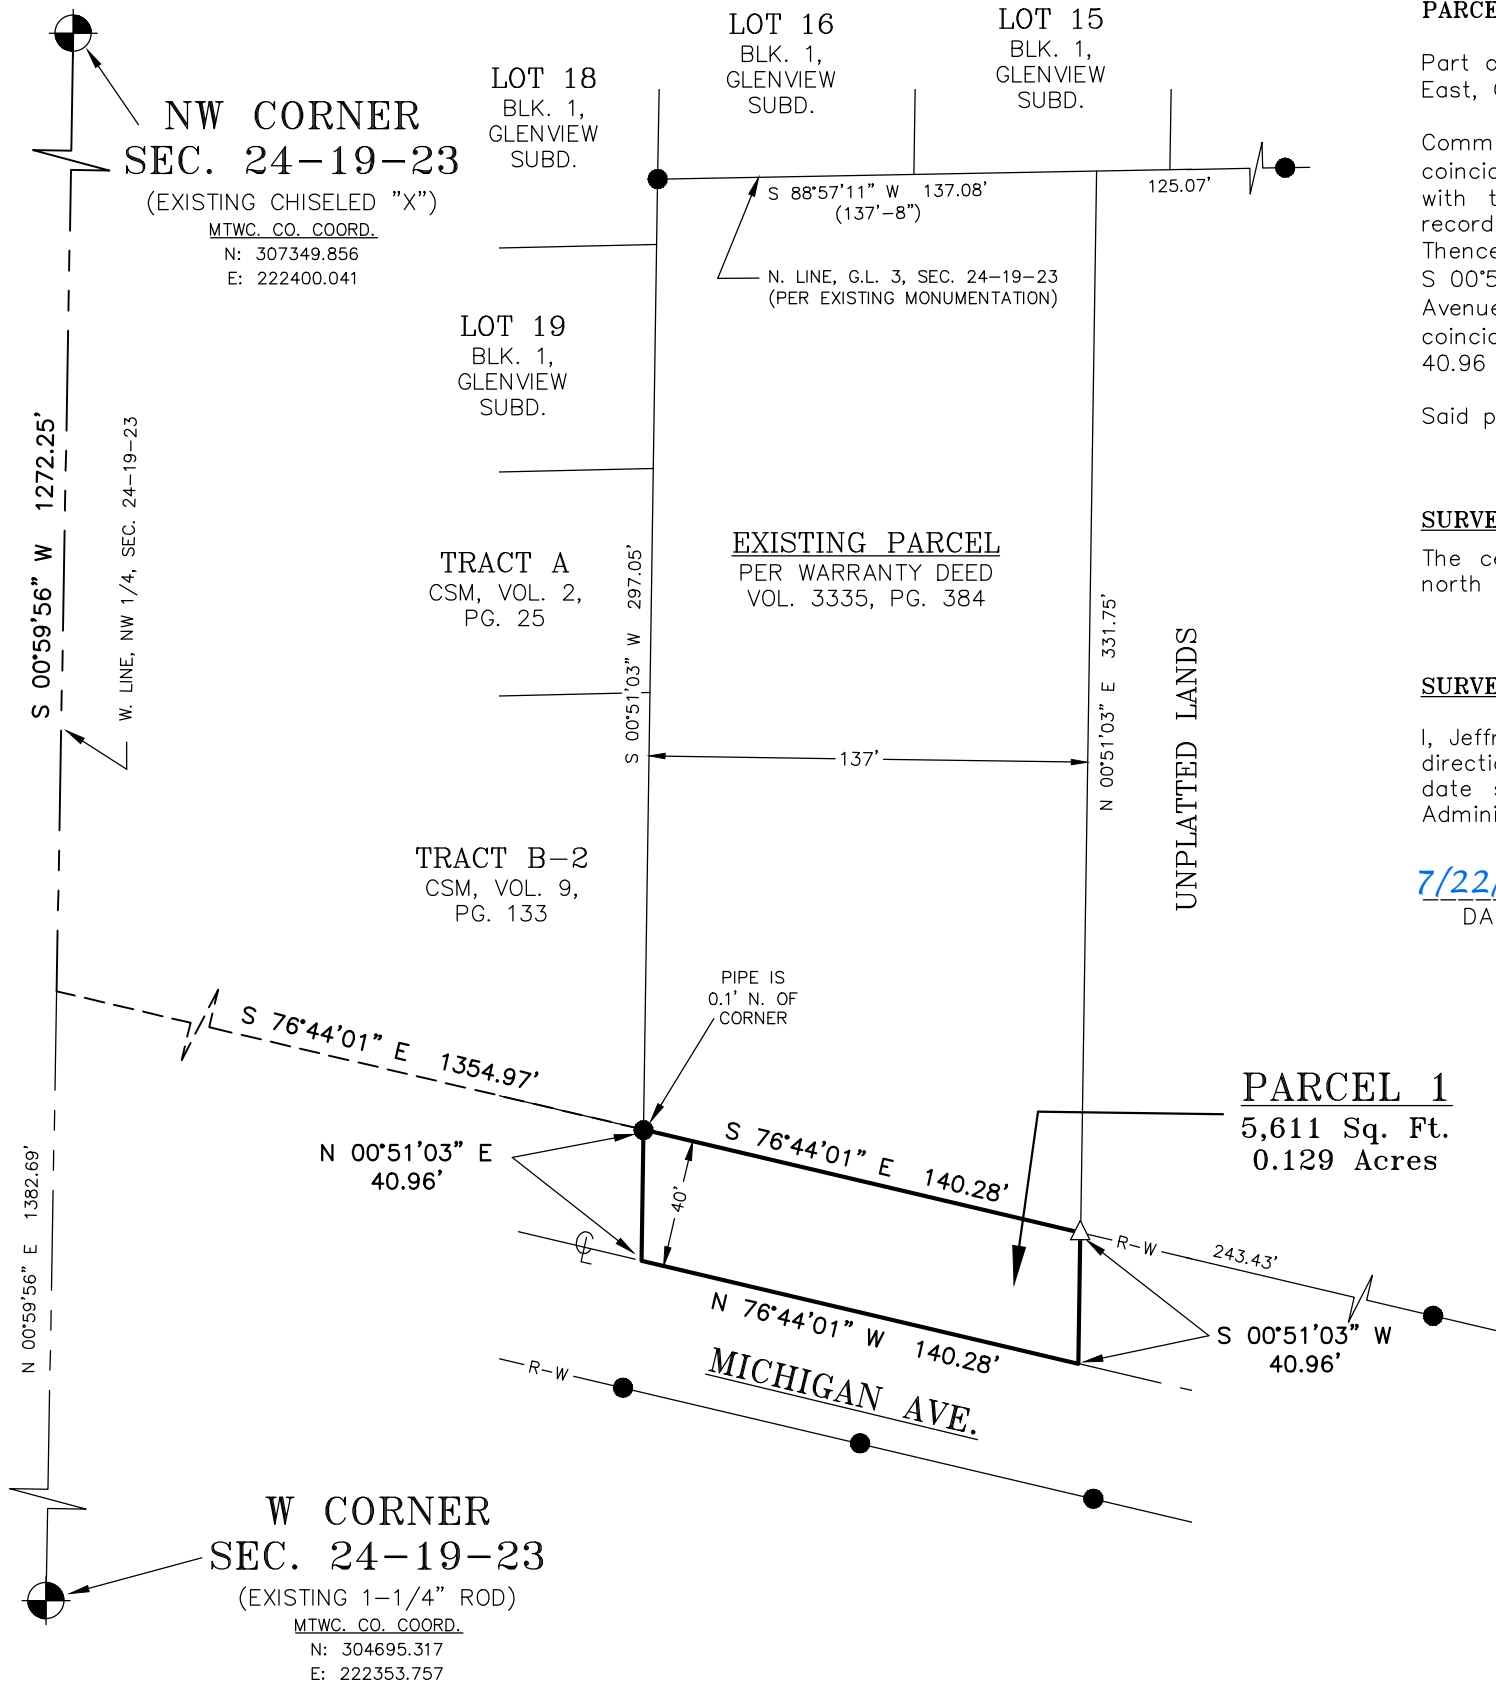 LOT 16
BLK. 1,
GLENVIEW
SUBD.
LOT 15
BLK. 1,
GLENVIEW
SUBD.
LOT 18
BLK. 1,
GLENVIEW
SUBD.
NW CORNER
SEC. 24-19-23
(EXISTING CHISELED "X")
MTWC. CO. COORD.
N: 307349.856
E: 222400.041
S 88°57'11" W 137.08'
(137'-8")
125.07'
N. LINE, G.L. 3, SEC. 24-19-23
(PER EXISTING MONUMENTATION)
LOT 19
BLK. 1,
GLENVIEW
SUBD.
S 00°59'56" W 1272.25'
W. LINE, NW 1/4, SEC. 24-19-23
TRACT A
CSM, VOL. 2,
PG. 25
S 00°51'03" W 297.05'
EXISTING PARCEL
PER WARRANTY DEED
VOL. 3335, PG. 384
N 00°51'03" E 331.75'
UNPLATTED LANDS
137'
TRACT B-2
CSM, VOL. 9,
PG. 133
PIPE IS
0.1' N. OF
CORNER
S 76°44'01" E 1354.97'
N 00°51'03" E
40.96'
S 76°44'01" E 140.28'
40'
PARCEL 1
5,611 Sq. Ft.
0.129 Acres
R-W
243.43'
N 76°44'01" W 140.28'
S 00°51'03" W
40.96'
N 00°59'56" E 1382.69'
R-W
MICHIGAN AVE.
W CORNER
SEC. 24-19-23
(EXISTING 1-1/4" ROD)
MTWC. CO. COORD.
N: 304695.317
E: 222353.757
PARCE
Part o
East,
Comm
coincid
with t
record
Thence
S 00°5
Avenue
coincid
40.96
Said p
SURVE
The ce
north
SURVE
I, Jeffr
directio
date s
Admini
7/22/
DA